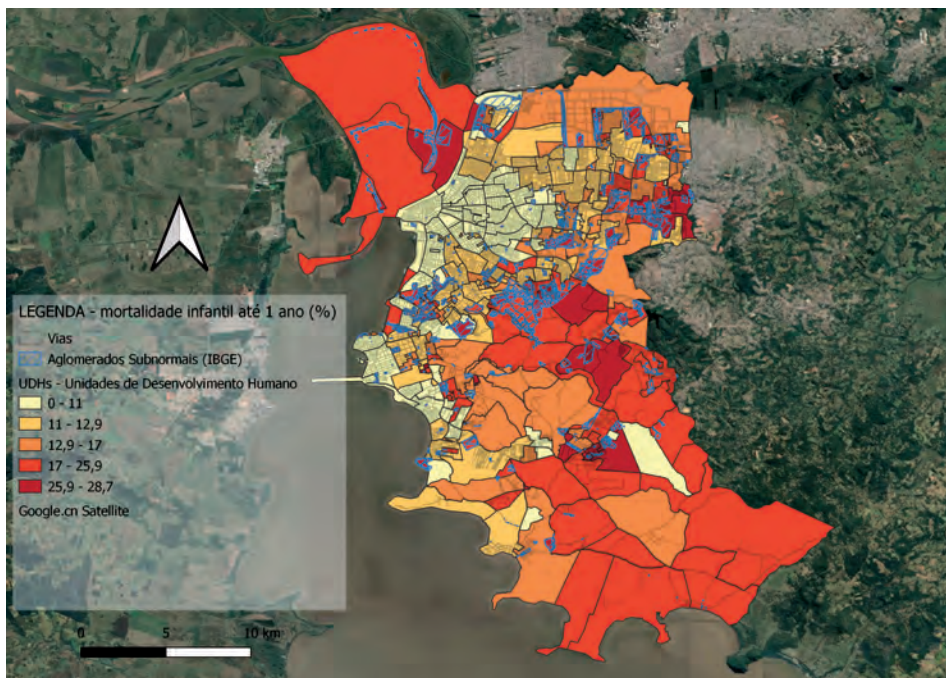 LEGENDA - mortalidade infantil até 1 ano (%)
Vias
Aglomerados Subnormais (IBGE)
UDHs - Unidades de Desenvolvimento Humano
0 - 11
11 - 12,9
12,9 - 17
17 - 25,9
25,9 - 28,7
Google.cn Satellite
0 5 10 km